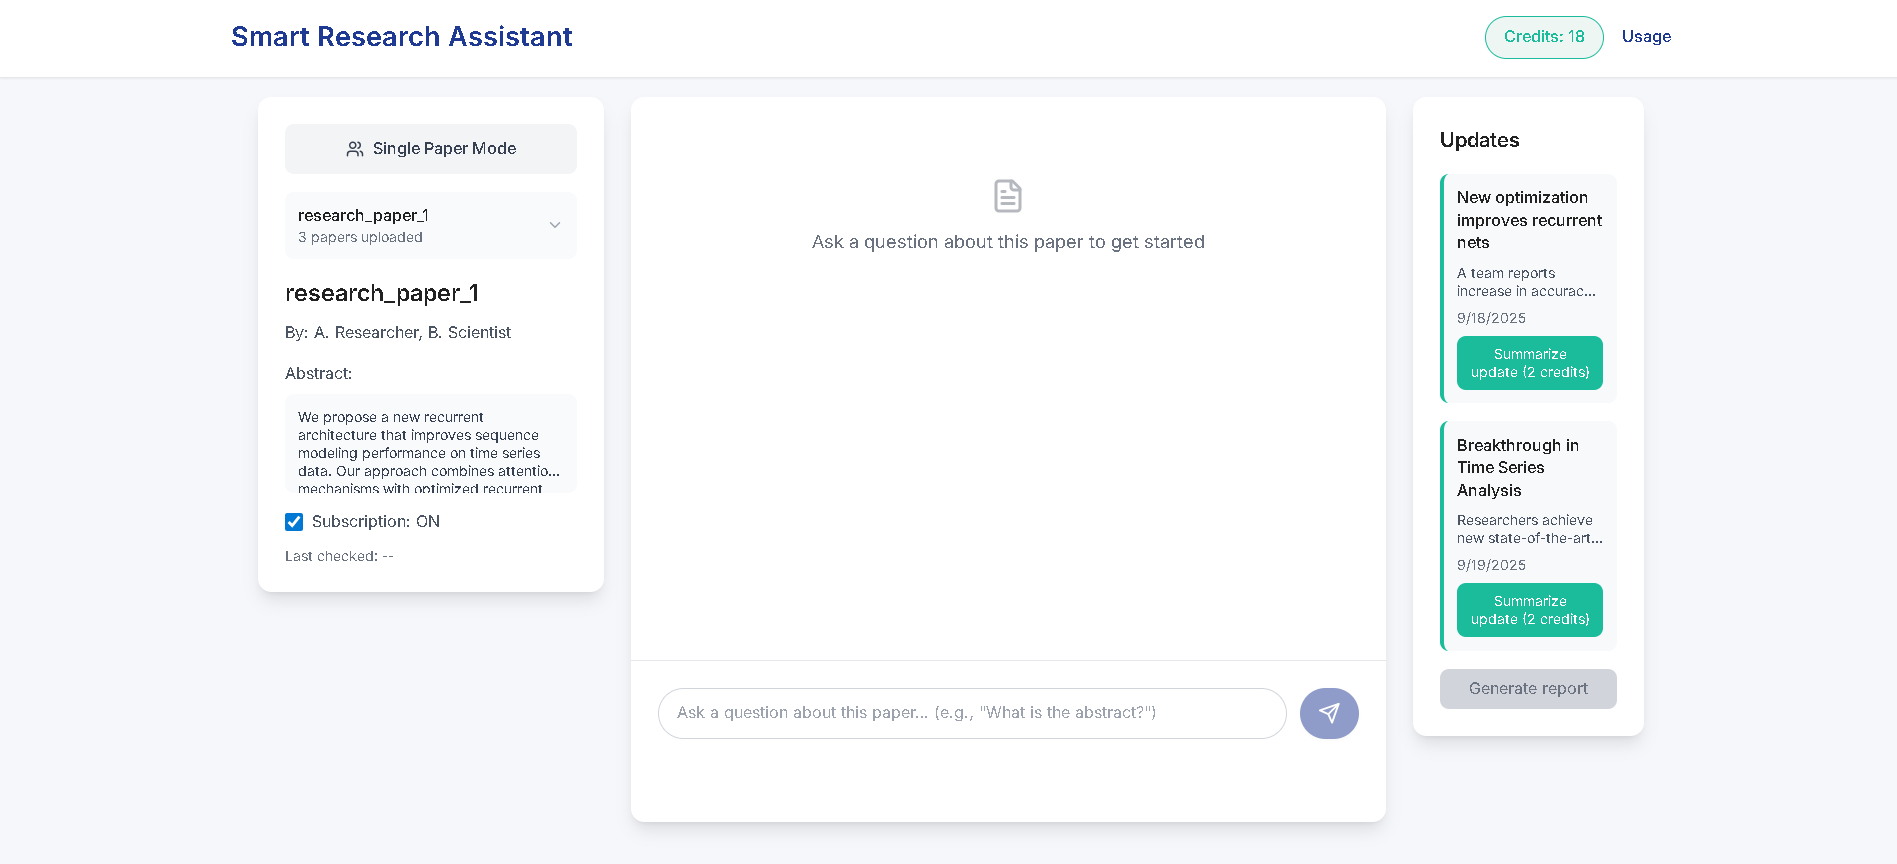 Smart Research Assistant
Credits: 18
Usage
Single Paper Mode
research_paper_1
3 papers uploaded
research_paper_1
By: A. Researcher, B. Scientist
Abstract:
We propose a new recurrent
architecture that improves sequence
modeling performance on time series
data. Our approach combines attentio...
mechanisms with optimized recurrent
Subscription: ON
Last checked: --
Ask a question about this paper to get started
Ask a question about this paper... (e.g., "What is the abstract?")
Updates
New optimization
improves recurrent
nets
A team reports
increase in accurac...
9/18/2025
Summarize
update (2 credits)
Breakthrough in
Time Series
Analysis
Researchers achieve
new state-of-the-art...
9/19/2025
Summarize
update (2 credits)
Generate report